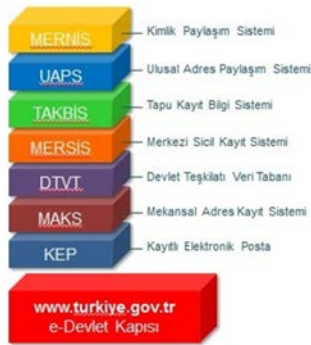 MERNİS Kimlik Paylaşım Sistemi
UAPS Ulusal Adres Paylaşım Sistemi
TAKBİS Tapu Kayıt Bilgi Sistemi
MERSİS Merkezi Sicil Kayıt Sistemi
DTVT Devlet Teşkilatı Veri Tabanı
MAKS Mekansal Adres Kayıt Sistemi
KEP Kayıtlı Elektronik Posta
www.turkiye.gov.tr
e-Devlet Kapısı